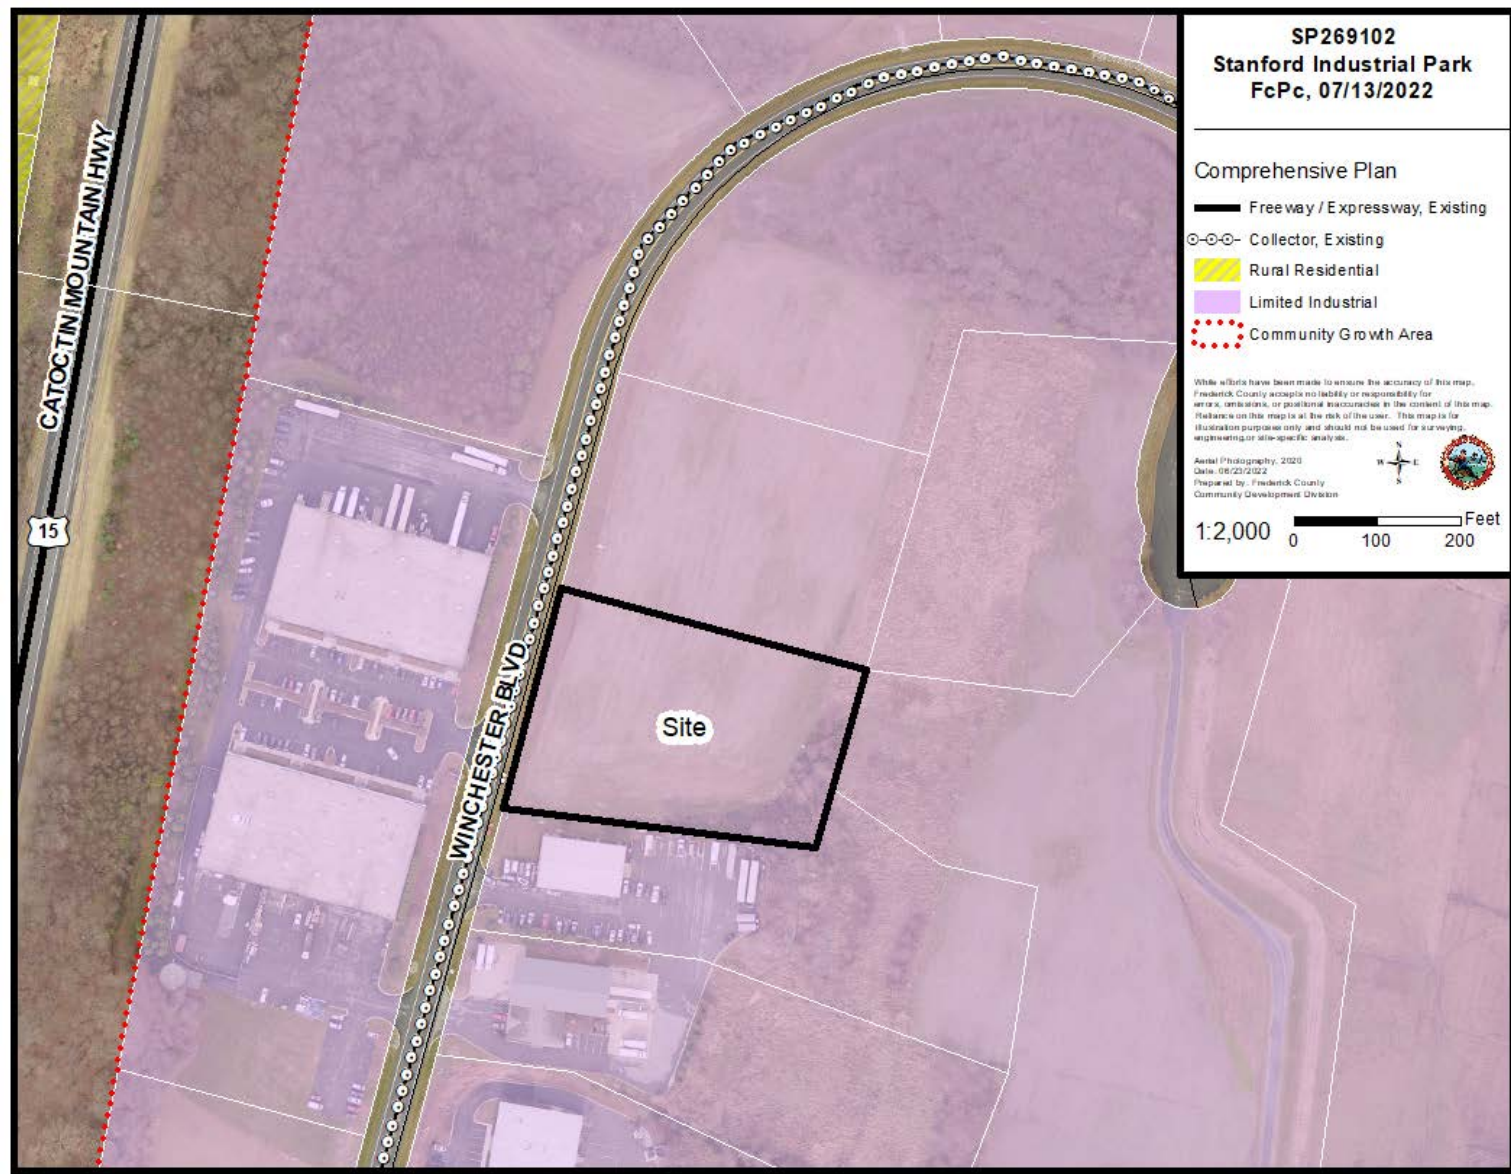 SP269102
Stanford Industrial Park
FcPc, 07/13/2022
Comprehensive Plan
Freeway / Expressway, Existing
Collector, Existing
Rural Residential
Limited Industrial
Community Growth Area
While efforts have been made to ensure the accuracy of this map,
Frederick County accepts no liability or responsibility for
errors, omissions, or positional inaccuracies in the content of this map.
Reliance on this map is at the risk of the user. This map is for
illustration purposes only and should not be used for surveying,
engineering, or site-specific analysis.
Aerial Photography, 2020
Date: 06/23/2022
Prepared by: Frederick County
Community Development Division
N
W E
S
1:2,000
Feet
0 100 200
CATOCTIN MOUNTAIN HWY
15
WINCHESTER BLVD
Site